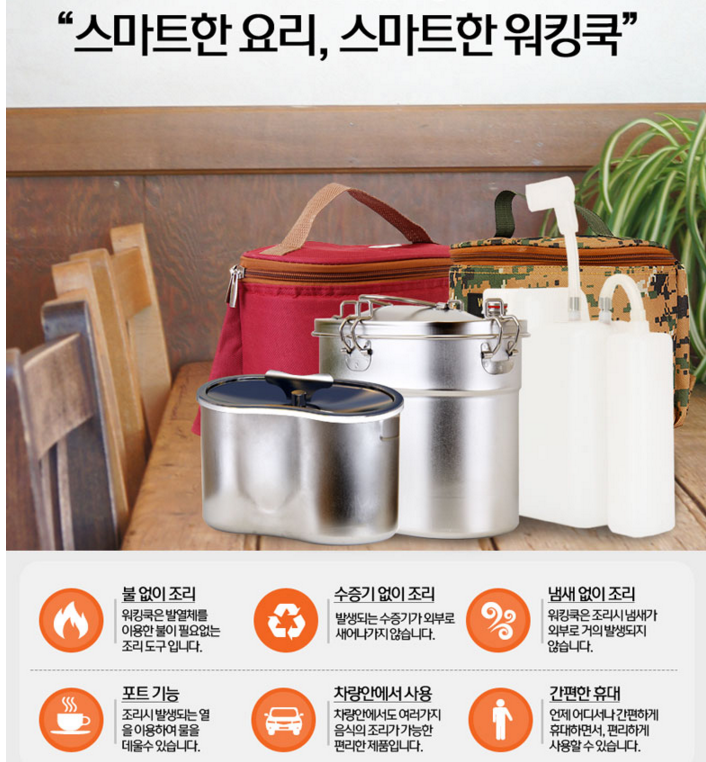 “스마트한 요리, 스마트한 워킹쿡”
불 없이 조리
워킹쿡은 발열체를
이용한 불이 필요없는
조리 도구 입니다.
수증기 없이 조리
발생되는 수증기가 외부로
새어나가지 않습니다.
냄새 없이 조리
워킹쿡은 조리시 냄새가
외부로 거의 발생되지
않습니다.
포트 기능
조리시 발생되는 열
을 이용하여 물을
데울수 있습니다.
차량안에서 사용
차량안에서도 여러가지
음식의 조리가 가능한
편리한 제품입니다.
간편한 휴대
언제 어디서나 간편하게
휴대하면서, 편리하게
사용할 수 있습니다.